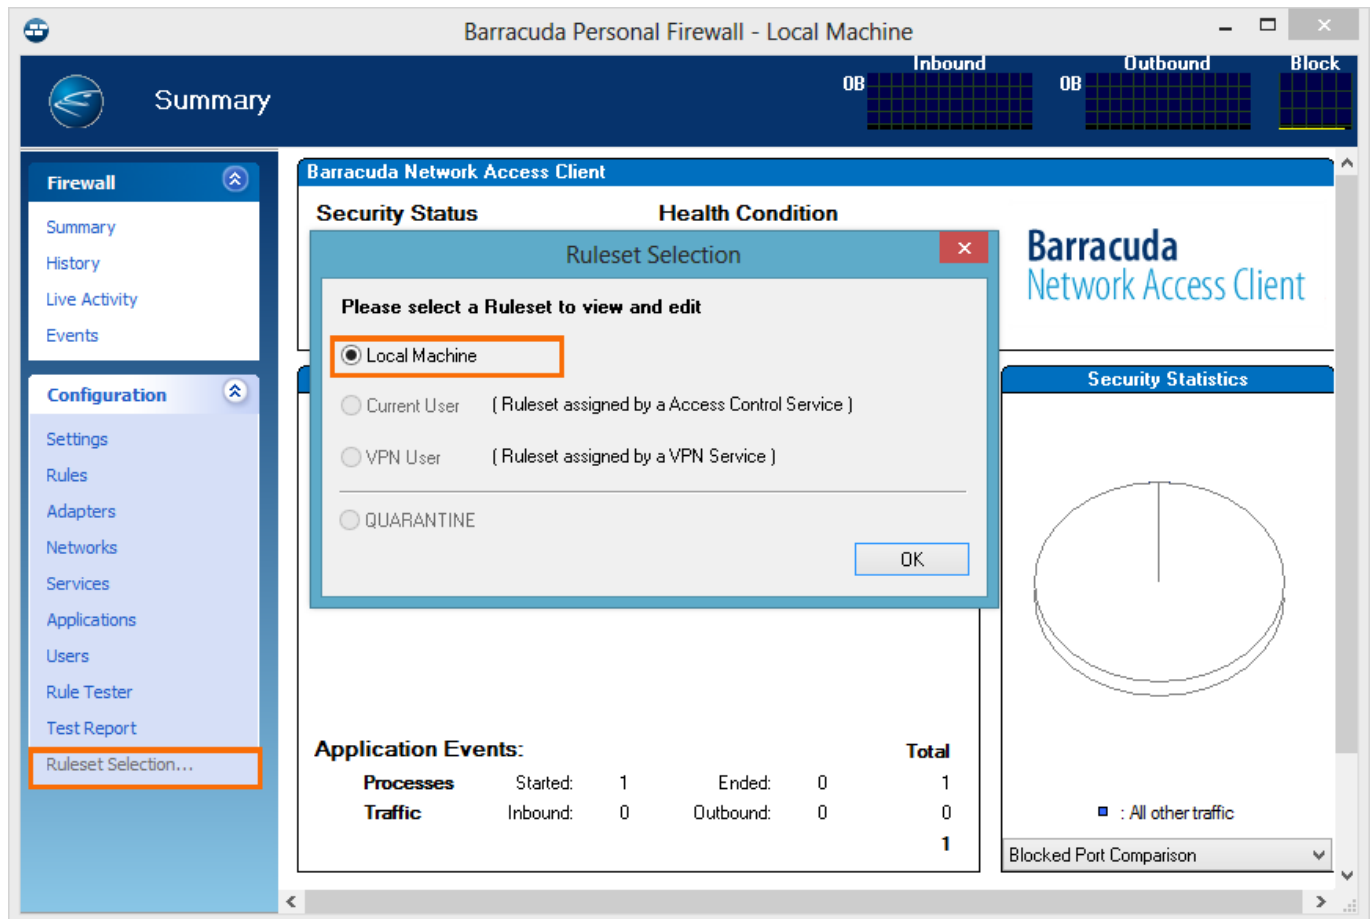 Barracuda Personal Firewall - Local Machine
Summary
Inbound
Outbound
Block
0B
0B
Firewall
Summary
History
Live Activity
Events
Configuration
Settings
Rules
Adapters
Networks
Services
Applications
Users
Rule Tester
Test Report
Ruleset Selection...
Barracuda Network Access Client
Security Status Health Condition
Barracuda
Network Access Client
Ruleset Selection
Please select a Ruleset to view and edit
Local Machine
Current User ( Ruleset assigned by a Access Control Service )
VPN User ( Ruleset assigned by a VPN Service )
QUARANTINE
OK
Application Events: Total
Processes Started: 1 Ended: 0 1
Traffic Inbound: 0 Outbound: 0 0
1
Security Statistics
: All other traffic
Blocked Port Comparison